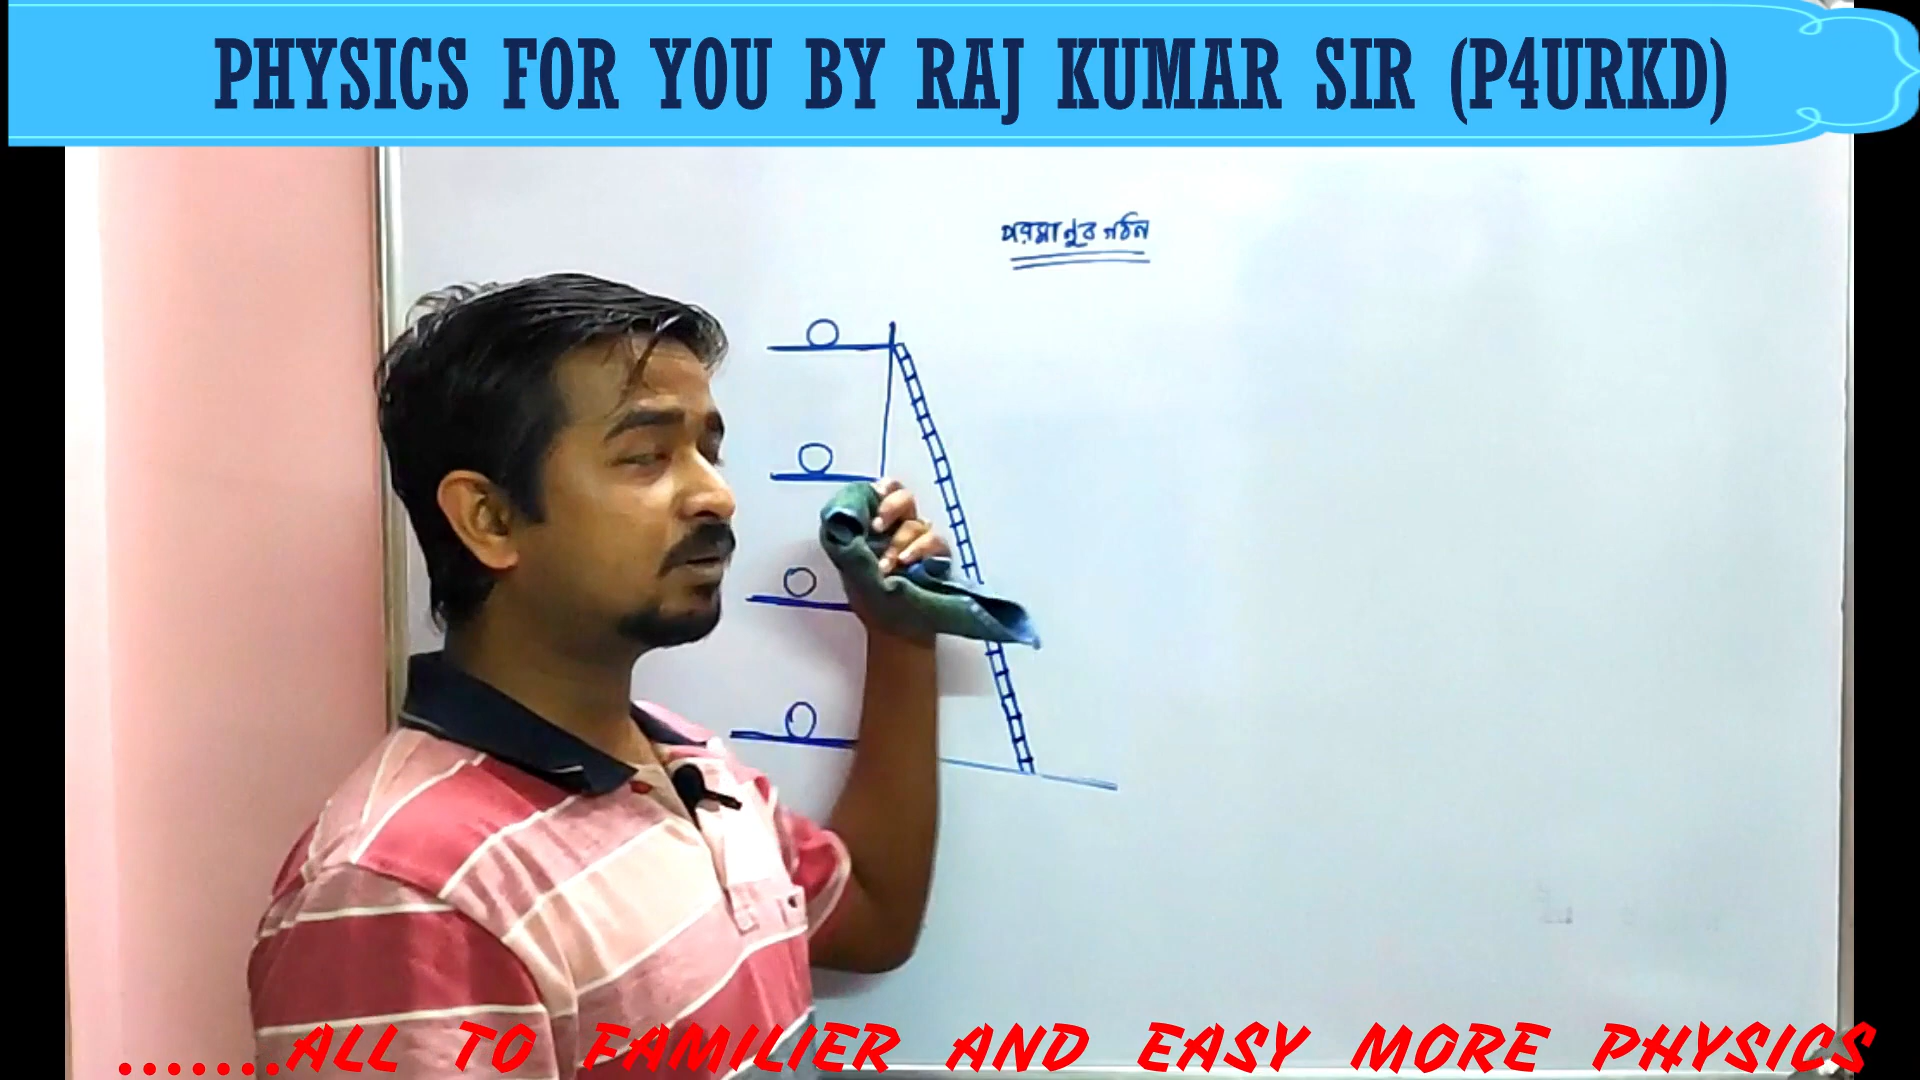 PHYSICS FOR YOU BY RAJ KUMAR SIR (P4URKD)
পরমাণুর গঠন
.......ALL TO FAMILIER AND EASY MORE PHYSICS